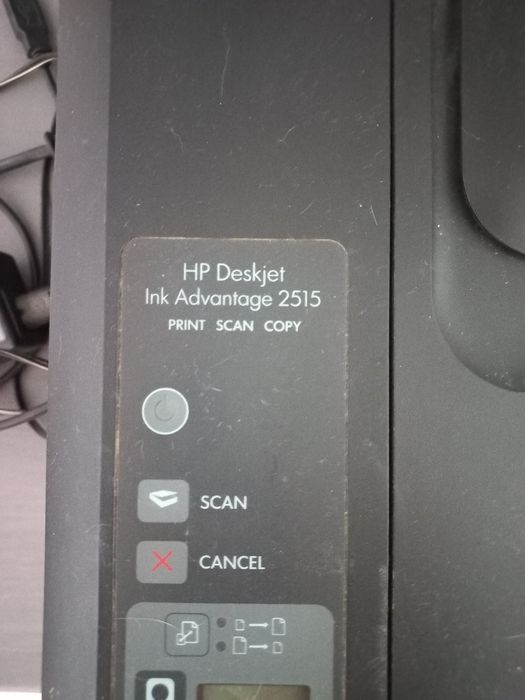 HP Deskjet
Ink Advantage 2515
PRINT SCAN COPY
SCAN
CANCEL